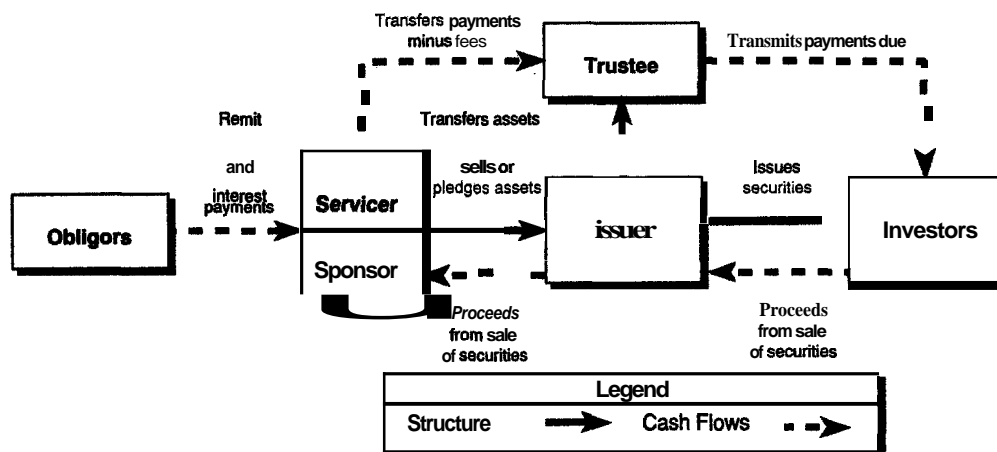 Transfers payments
minus fees
Trustee
Transmits payments due
Remit
and
interest
payments
Transfers assets
sells or
pledges assets
Issues
securities
Obligors
Servicer
Sponsor
issuer
Investors
Proceeds
from sale
of securities
Proceeds
from sale
of securities
Legend
Structure
Cash Flows